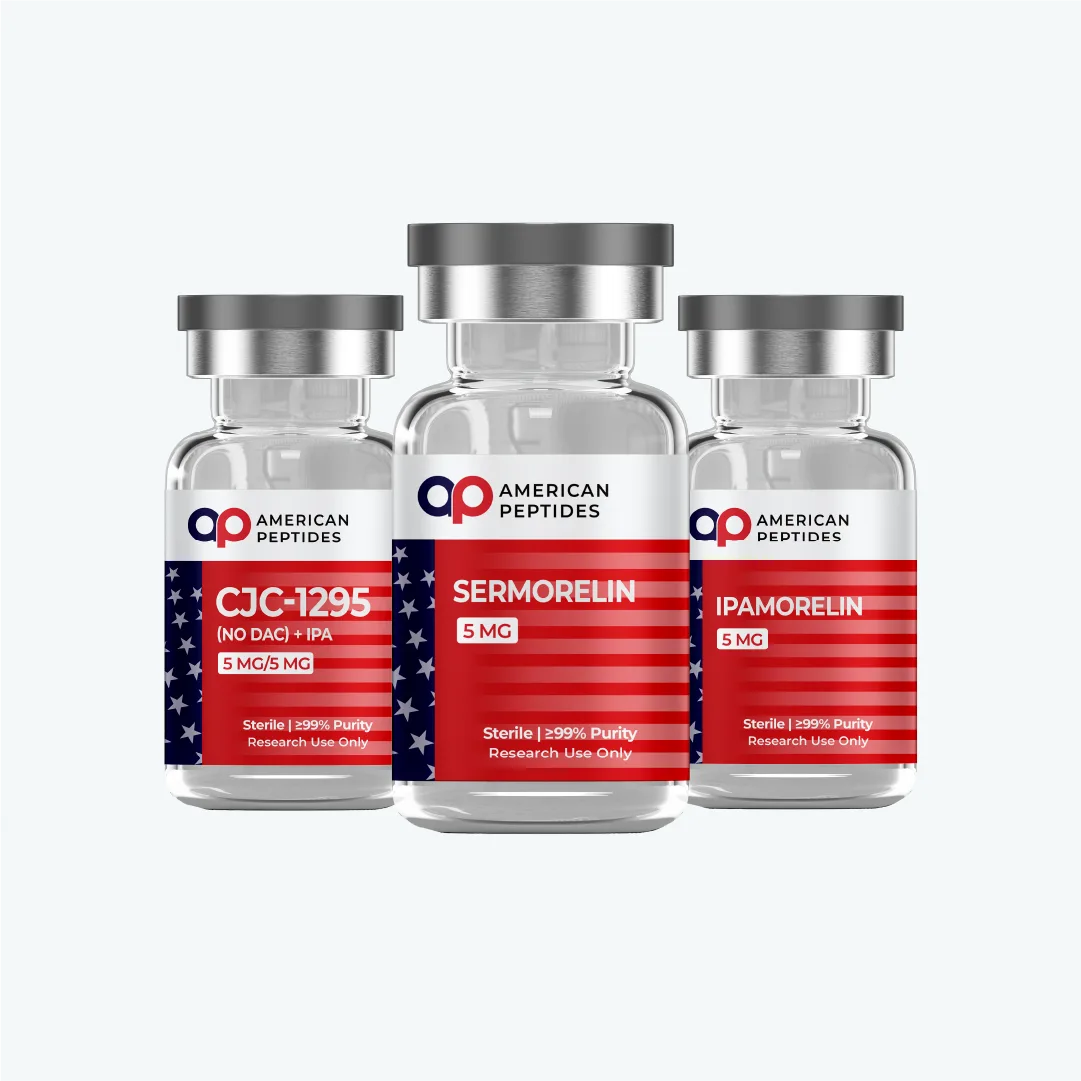 ap AMERICAN
PEPTIDES
CJC-1295
(NO DAC) + IPA
5 MG/5 MG
Sterile | ≥99% Purity
Research Use Only
ap AMERICAN
PEPTIDES
SERMORELIN
5 MG
Sterile | ≥99% Purity
Research Use Only
ap AMERICAN
PEPTIDES
IPAMORELIN
5 MG
Sterile | ≥99% Purity
Research Use Only